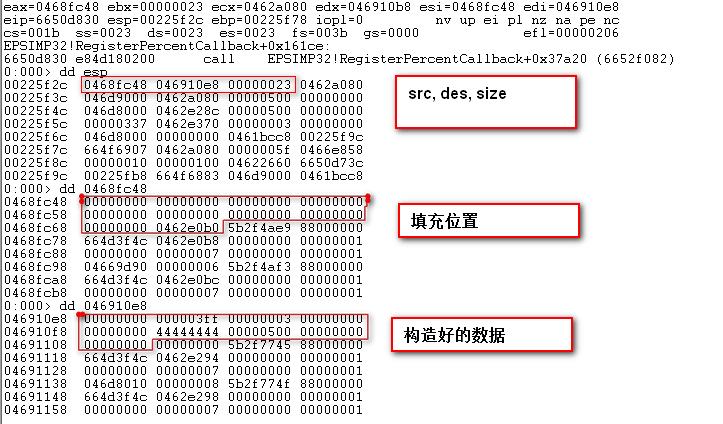 eax=0468fc48 ebx=00000023 ecx=0462a080 edx=046910b8 esi=0468fc48 edi=046910e8
eip=6650d830 esp=00225f2c ebp=00225f78 iopl=0         nv up ei pl nz na pe nc
cs=001b  ss=0023  ds=0023  es=0023  fs=003b  gs=0000             efl=00000206
EPSIMP32!RegisterPercentCallback+0x161ce:
6650d830 e84d180200      call    EPSIMP32!RegisterPercentCallback+0x37a20 (6652f082)
0:000> dd esp
00225f2c  0468fc48 046910e8 00000023 0462a080
00225f3c  046d9000 0462a080 00000005 00000000
00225f4c  046d8000 0462e28c 00000005 00000000
00225f5c  00000337 0462e370 00000003 00000000
00225f6c  046d8000 00000000 0461bcc8 00225f9c
00225f7c  664f6907 0462a080 0000005f 0466e858
00225f8c  00000010 00000100 04622660 6650d73c
00225f9c  00225fb8 664f6883 046d9000 0461bcc8
src, des, size
0:000> dd 0468fc48
0468fc48  00000000 00000000 00000000 00000000
0468fc58  00000000 00000000 00000000 00000000
0468fc68  00000000 0462e0b0 5b2f4ae9 88000000
0468fc78  664d3f4c 0462e0b8 00000000 00000001
0468fc88  00000000 00000007 00000000 00000000
0468fc98  04669d90 00000006 5b2f4af3 88000000
0468fca8  664d3f4c 0462e0bc 00000000 00000001
0468fcb8  00000000 00000007 00000000 00000001
填充位置
0:000> dd 046910e8
046910e8  00000000 000003ff 00000003 00000000
046910f8  00000000 44444444 00000500 00000000
04691108  00000000 00000000 5b2f7745 88000000
04691118  664d3f4c 0462e294 00000000 00000001
04691128  00000000 00000007 00000000 00000001
04691138  046d8010 00000008 5b2f774f 88000000
04691148  664d3f4c 0462e298 00000000 00000001
04691158  00000000 00000007 00000000 00000001
构造好的数据